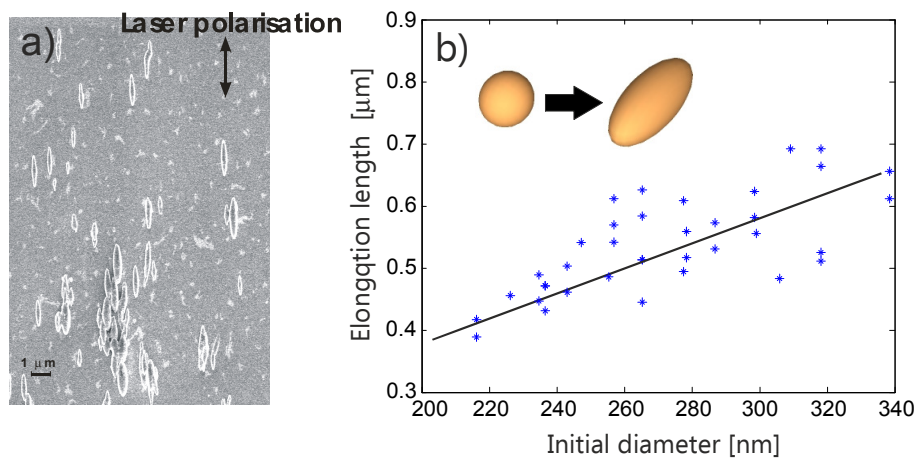 Laser polarisation
a)
1 μm
b)
0.9
0.8
0.7
0.6
0.5
0.4
0.3
Elongqtion length [μm]
200 220 240 260 280 300 320 340
Initial diameter [nm]